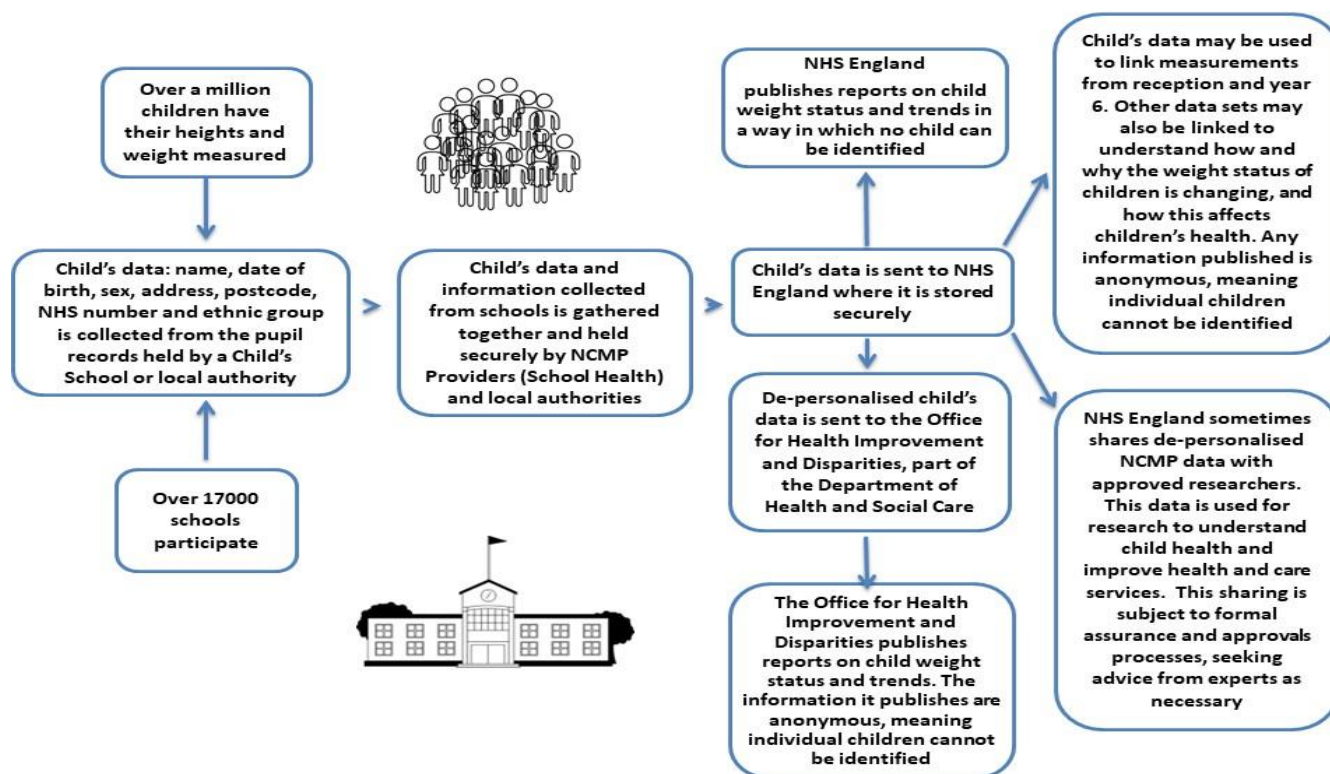 Over a million
children have
their heights and
weight measured
Child's data: name, date of
birth, sex, address, postcode,
NHS number and ethnic group
is collected from the pupil
records held by a Child's
School or local authority
Over 17000
schools
participate
Child's data and
information collected
from schools is gathered
together and held
securely by NCMP
Providers (School Health)
and local authorities
NHS England
publishes reports on child
weight status and trends in
a way in which no child can
be identified
Child's data is sent to NHS
England where it is stored
securely
De-personalised child's
data is sent to the Office
for Health Improvement
and Disparities, part of
the Department of
Health and Social Care
The Office for Health
Improvement and
Disparities publishes
reports on child weight
status and trends. The
information it publishes are
anonymous, meaning
individual children cannot
be identified
Child's data may be used
to link measurements
from reception and year
6. Other data sets may
also be linked to
understand how and
why the weight status of
children is changing, and
how this affects
children's health. Any
information published is
anonymous, meaning
individual children
cannot be identified
NHS England sometimes
shares de-personalised
NCMP data with
approved researchers.
This data is used for
research to understand
child health and
improve health and care
services. This sharing is
subject to formal
assurance and approvals
processes, seeking
advice from experts as
necessary